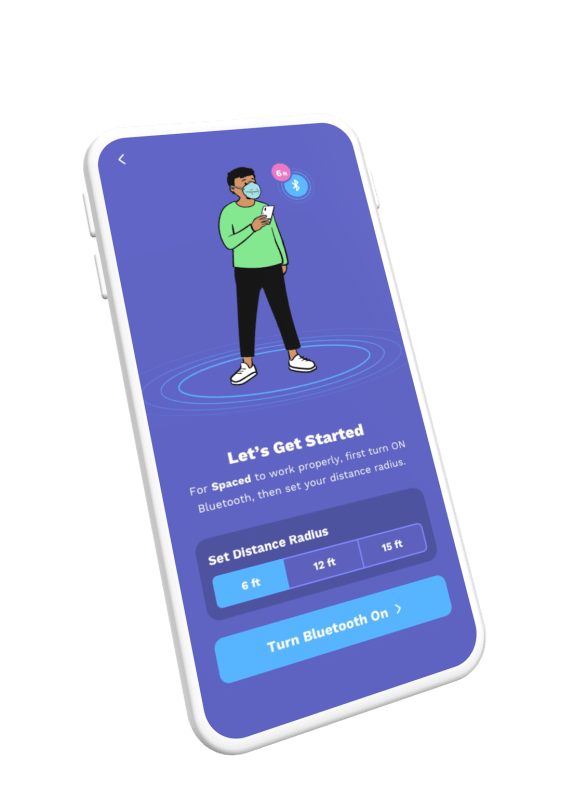 6 ft
Let's Get Started
For Spaced to work properly, first turn ON
Bluetooth, then set your distance radius.
Set Distance Radius
6 ft 12 ft 15 ft
Turn Bluetooth On